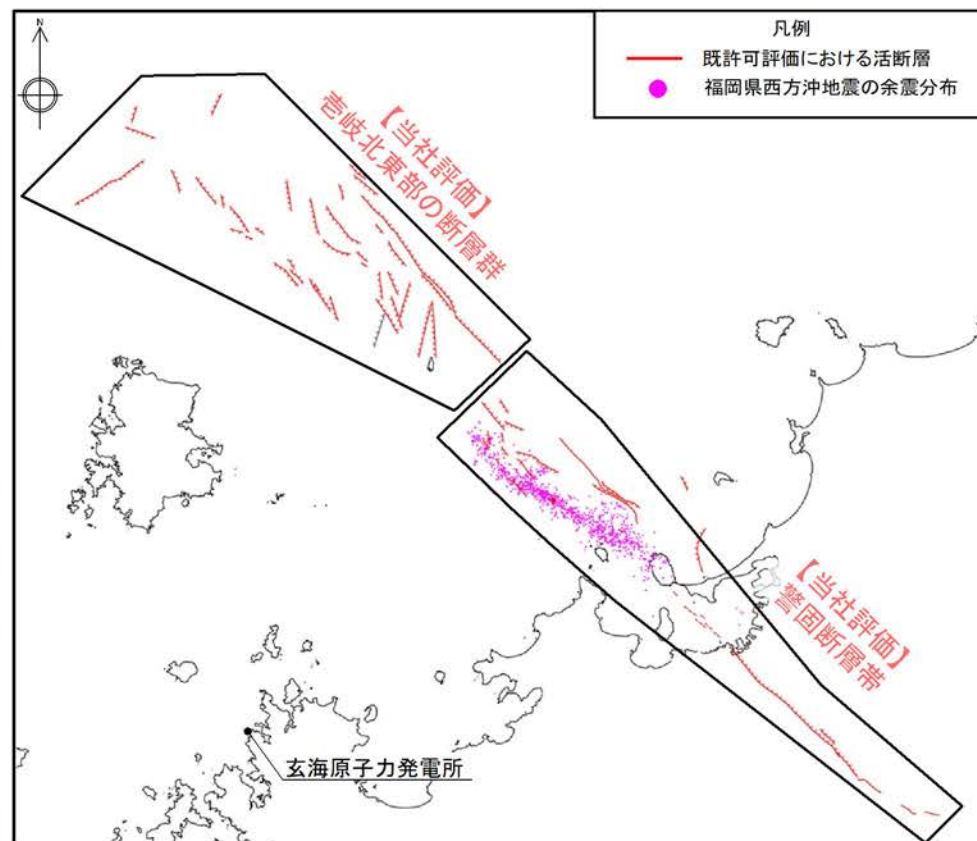 N
凡例
既許可評価における活断層
福岡県西方沖地震の余震分布
【当社評価】
壱岐北東部の断層群
【当社評価】
警固断層帯
玄海原子力発電所